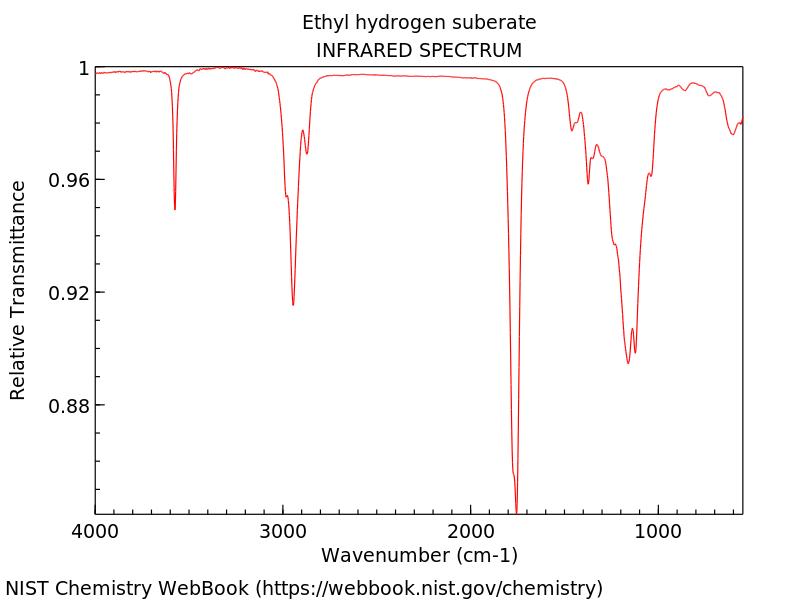 Ethyl hydrogen suberate
INFRARED SPECTRUM
1
0.96
0.92
0.88
Relative Transmittance
4000 3000 2000 1000
Wavenumber (cm-1)
NIST Chemistry WebBook (https://webbook.nist.gov/chemistry)